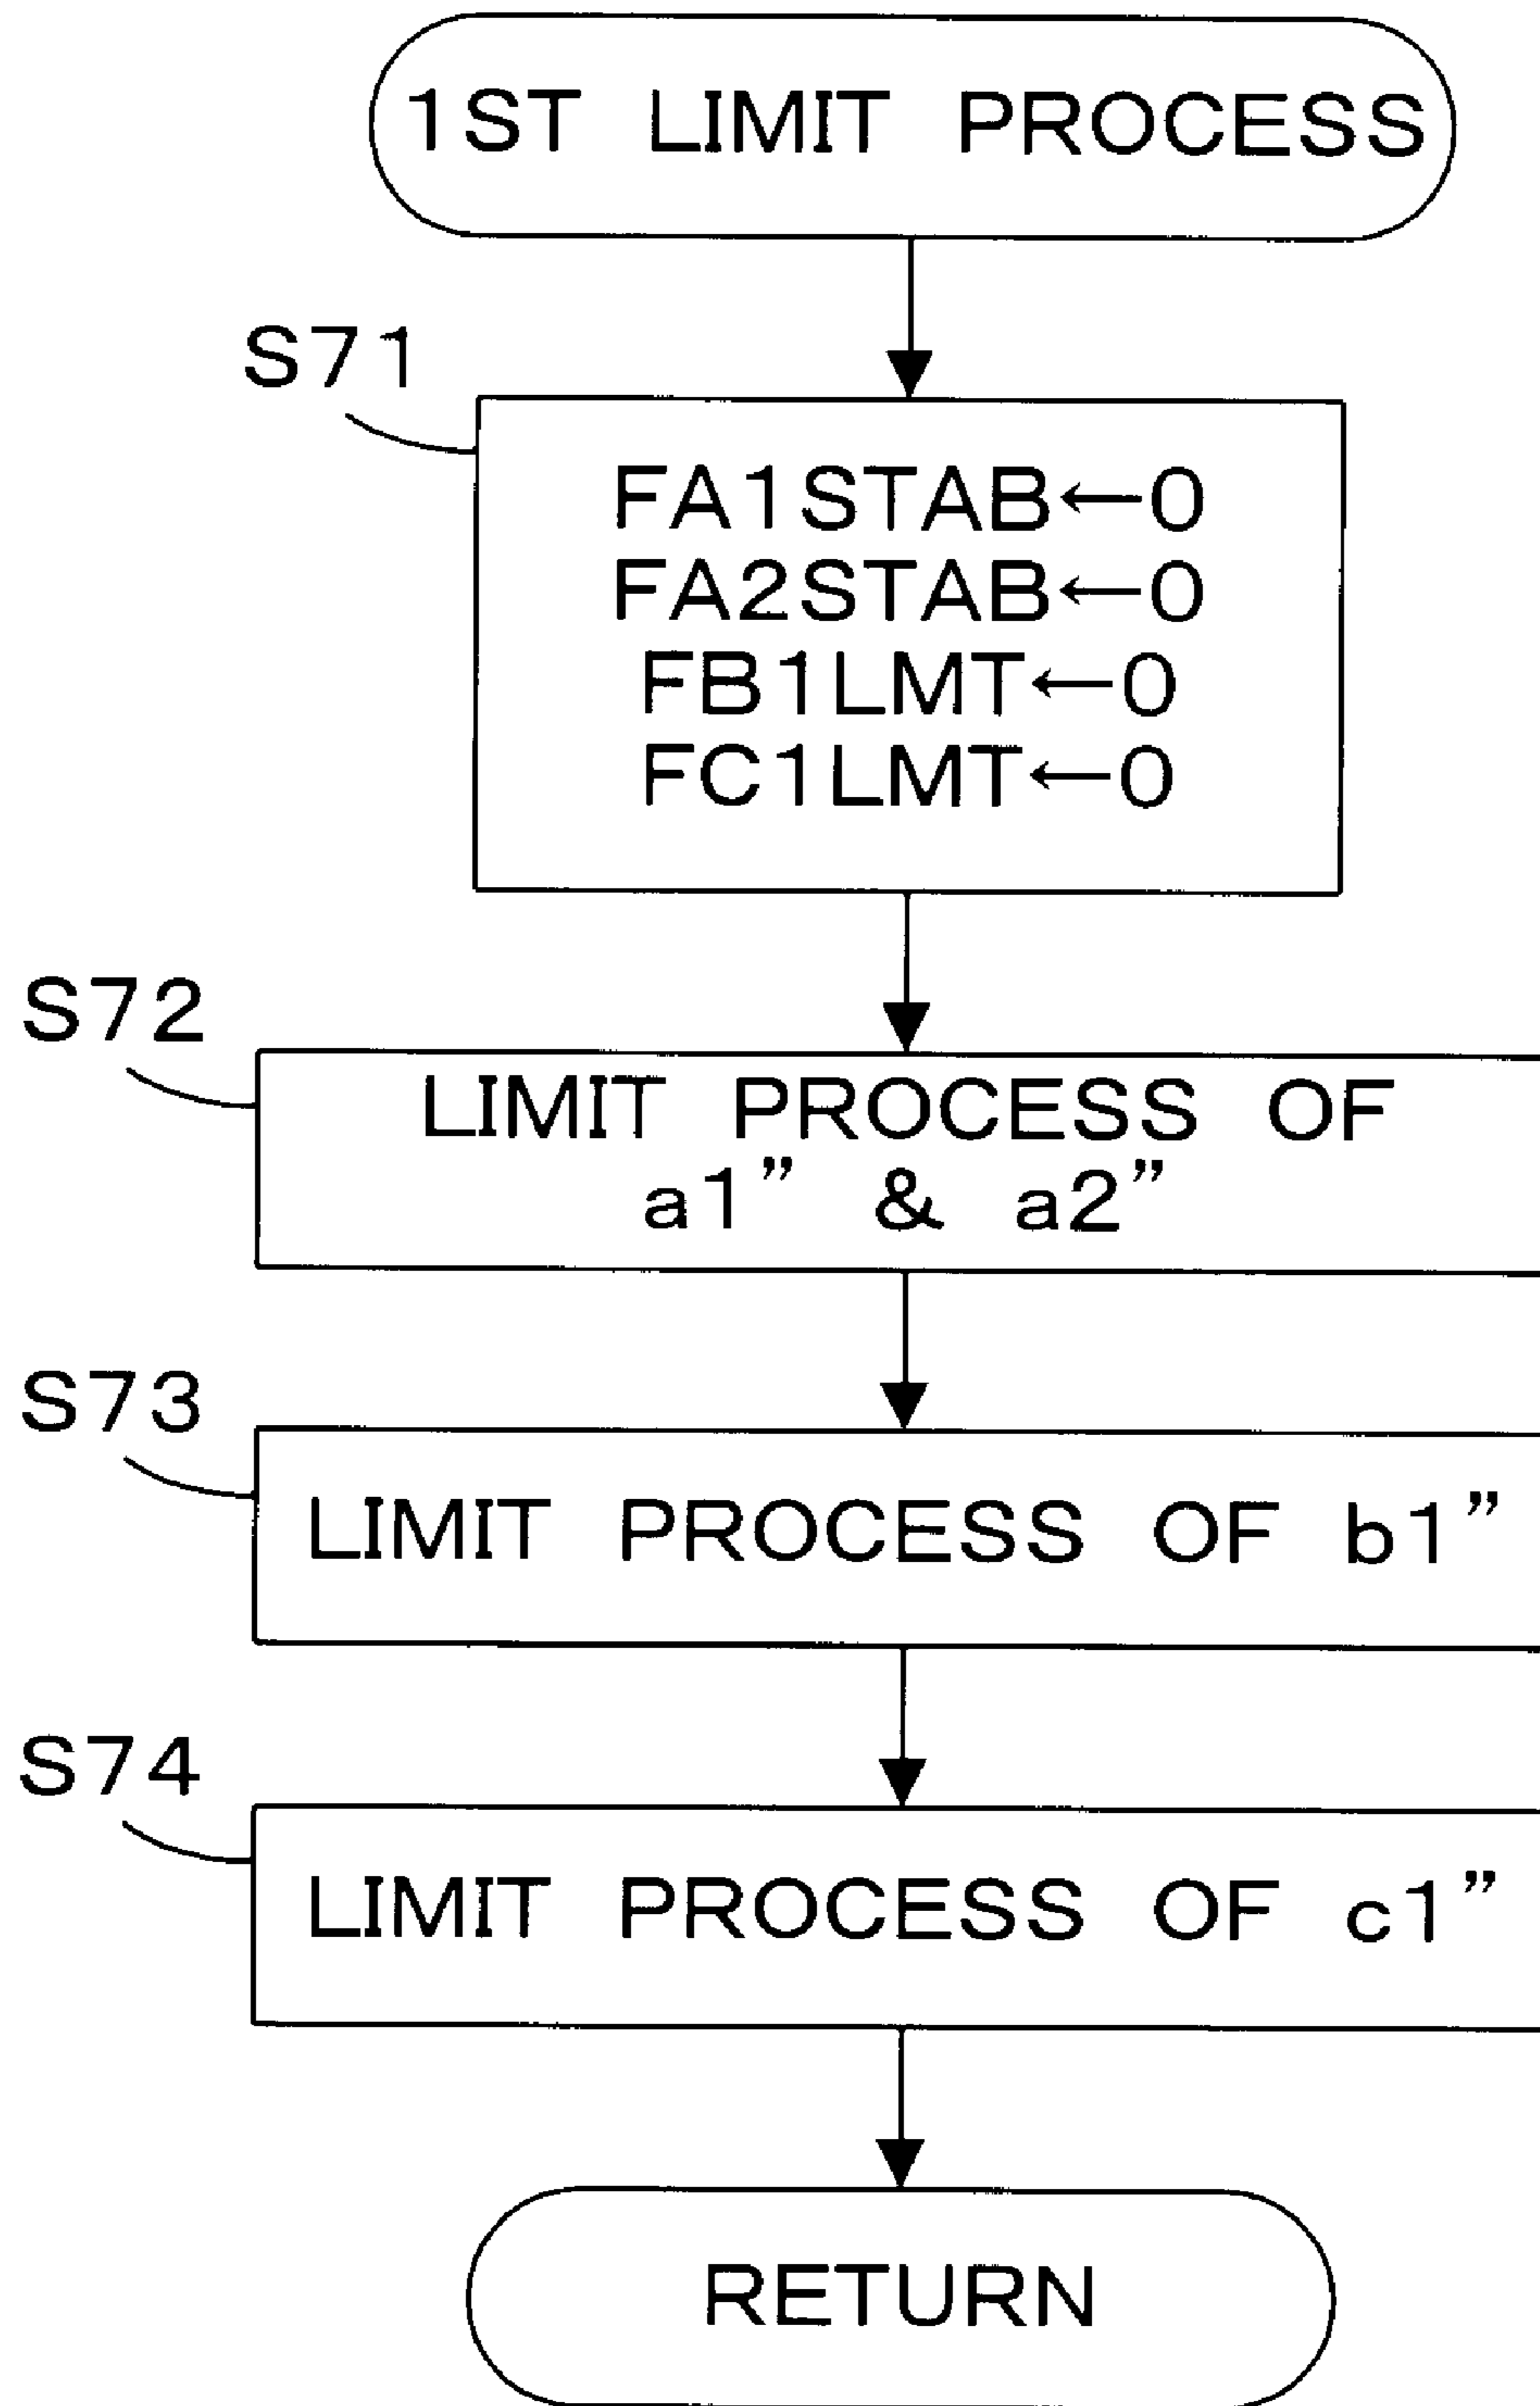 1ST LIMIT PROCESS
S71
FA1STAB←0
FA2STAB←0
FB1LMT←0
FC1LMT←0
S72
LIMIT PROCESS OF
a1” & a2”
S73
LIMIT PROCESS OF b1”
S74
LIMIT PROCESS OF c1”
RETURN